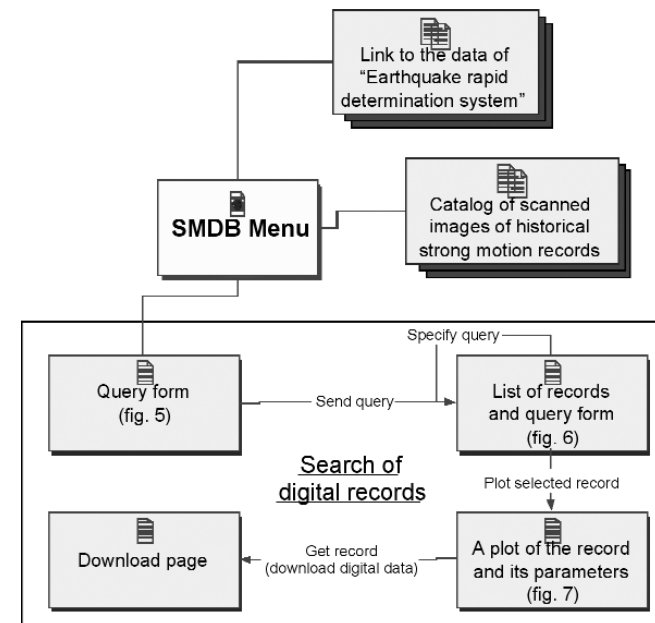 Link to the data of
“Earthquake rapid
determination system”
SMDB Menu
Catalog of scanned
images of historical
strong motion records
Specify query
Query form
(fig. 5)
Send query
List of records
and query form
(fig. 6)
Search of
digital records
Plot selected record
Download page
Get record
(download digital data)
A plot of the record
and its parameters
(fig. 7)